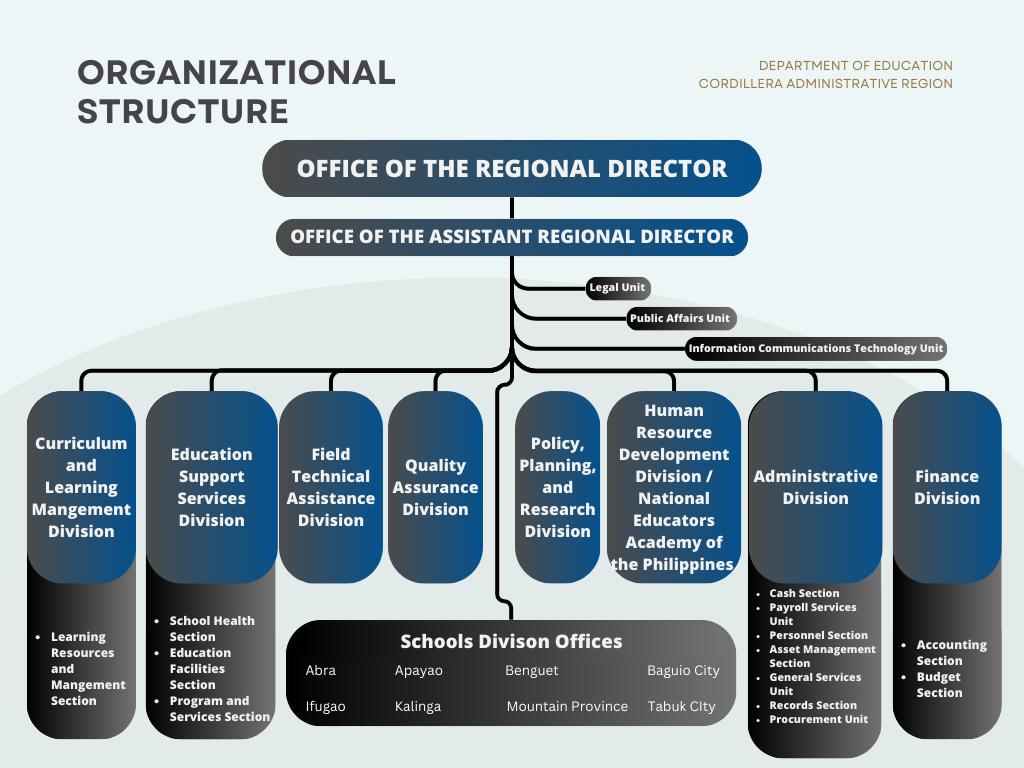 ORGANIZATIONAL
STRUCTURE
DEPARTMENT OF EDUCATION
CORDILLERA ADMINISTRATIVE REGION
OFFICE OF THE REGIONAL DIRECTOR
OFFICE OF THE ASSISTANT REGIONAL DIRECTOR
Legal Unit
Public Affairs Unit
Information Communications Technology Unit
Curriculum
and
Learning
Mangement
Division
Education
Support
Services
Division
Field
Technical
Assistance
Division
Quality
Assurance
Division
Policy,
Planning,
and
Research
Division
Human
Resource
Development
Division /
National
Educators
Academy of
the Philippines
Administrative
Division
Finance
Division
• Learning
Resources
and
Mangement
Section
• School Health
Section
• Education
Facilities
Section
• Program and
Services Section
Schools Divison Offices
Abra Apayao Benguet Baguio City
Ifugao Kalinga Mountain Province Tabuk CIty
• Cash Section
• Payroll Services
Unit
• Personnel Section
• Asset Management
Section
• General Services
Unit
• Records Section
• Procurement Unit
• Accounting
Section
• Budget
Section